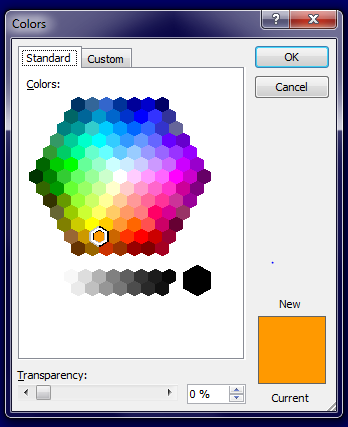 Colors
Standard Custom
OK
Colors:
Cancel
New
Transparency:
0 %
Current